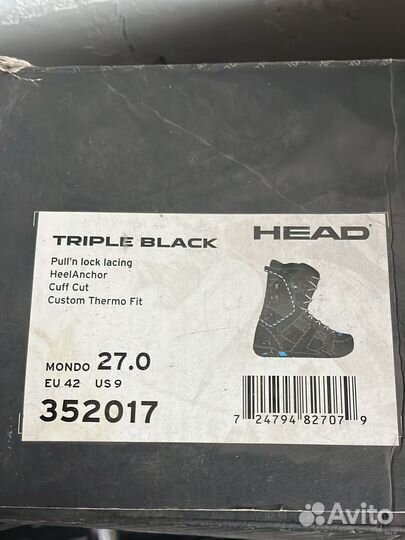 TRIPLE BLACK
HEAD
Pull'n lock lacing
HeelAnchor
Cuff Cut
Custom Thermo Fit
MONDO 27.0
EU 42 US 9
352017
7 24794 82707 9
Avito